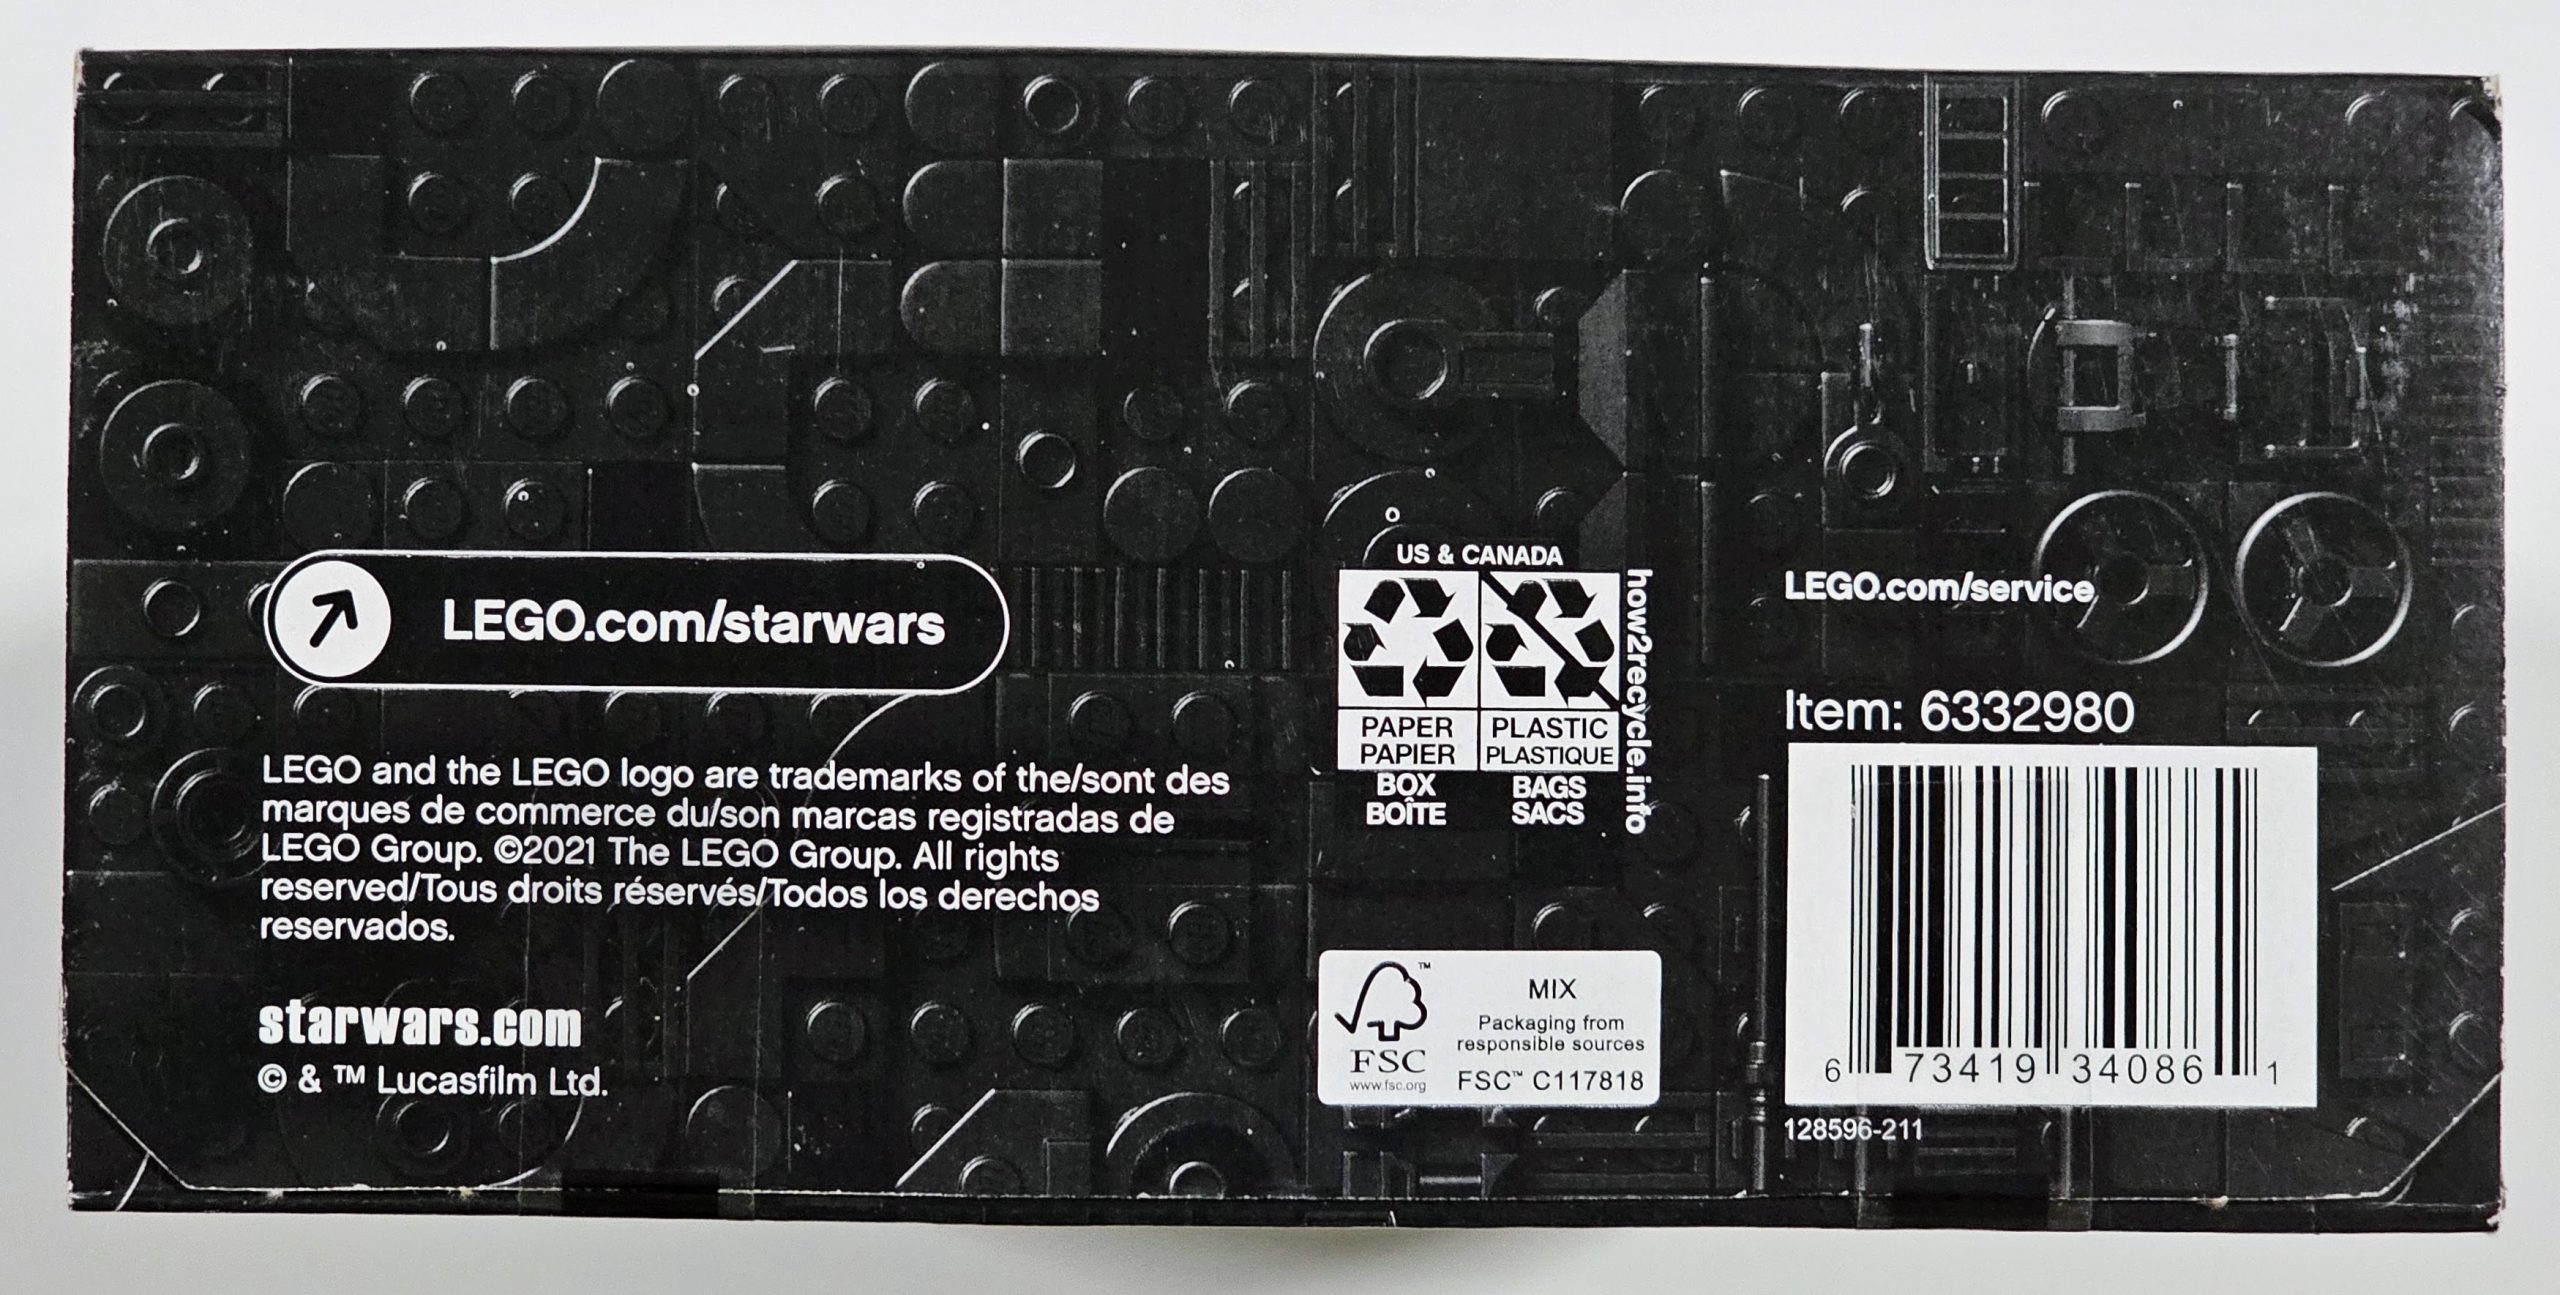 LEGO.com/starwars
LEGO and the LEGO logo are trademarks of the/sont des
marques de commerce du/son marcas registradas de
LEGO Group. ©2021 The LEGO Group. All rights
reserved/Tous droits réservés/Todos los derechos
reservados.
starwars.com
© & ™ Lucasfilm Ltd.
US & CANADA
PAPER
PAPIER
BOX
BOÎTE
PLASTIC
PLASTIQUE
BAGS
SACS
how2recycle.info
FSC
www.fsc.org
™
MIX
Packaging from
responsible sources
FSC™ C117818
LEGO.com/service
Item: 6332980
6 73419 34086 1
128596-211